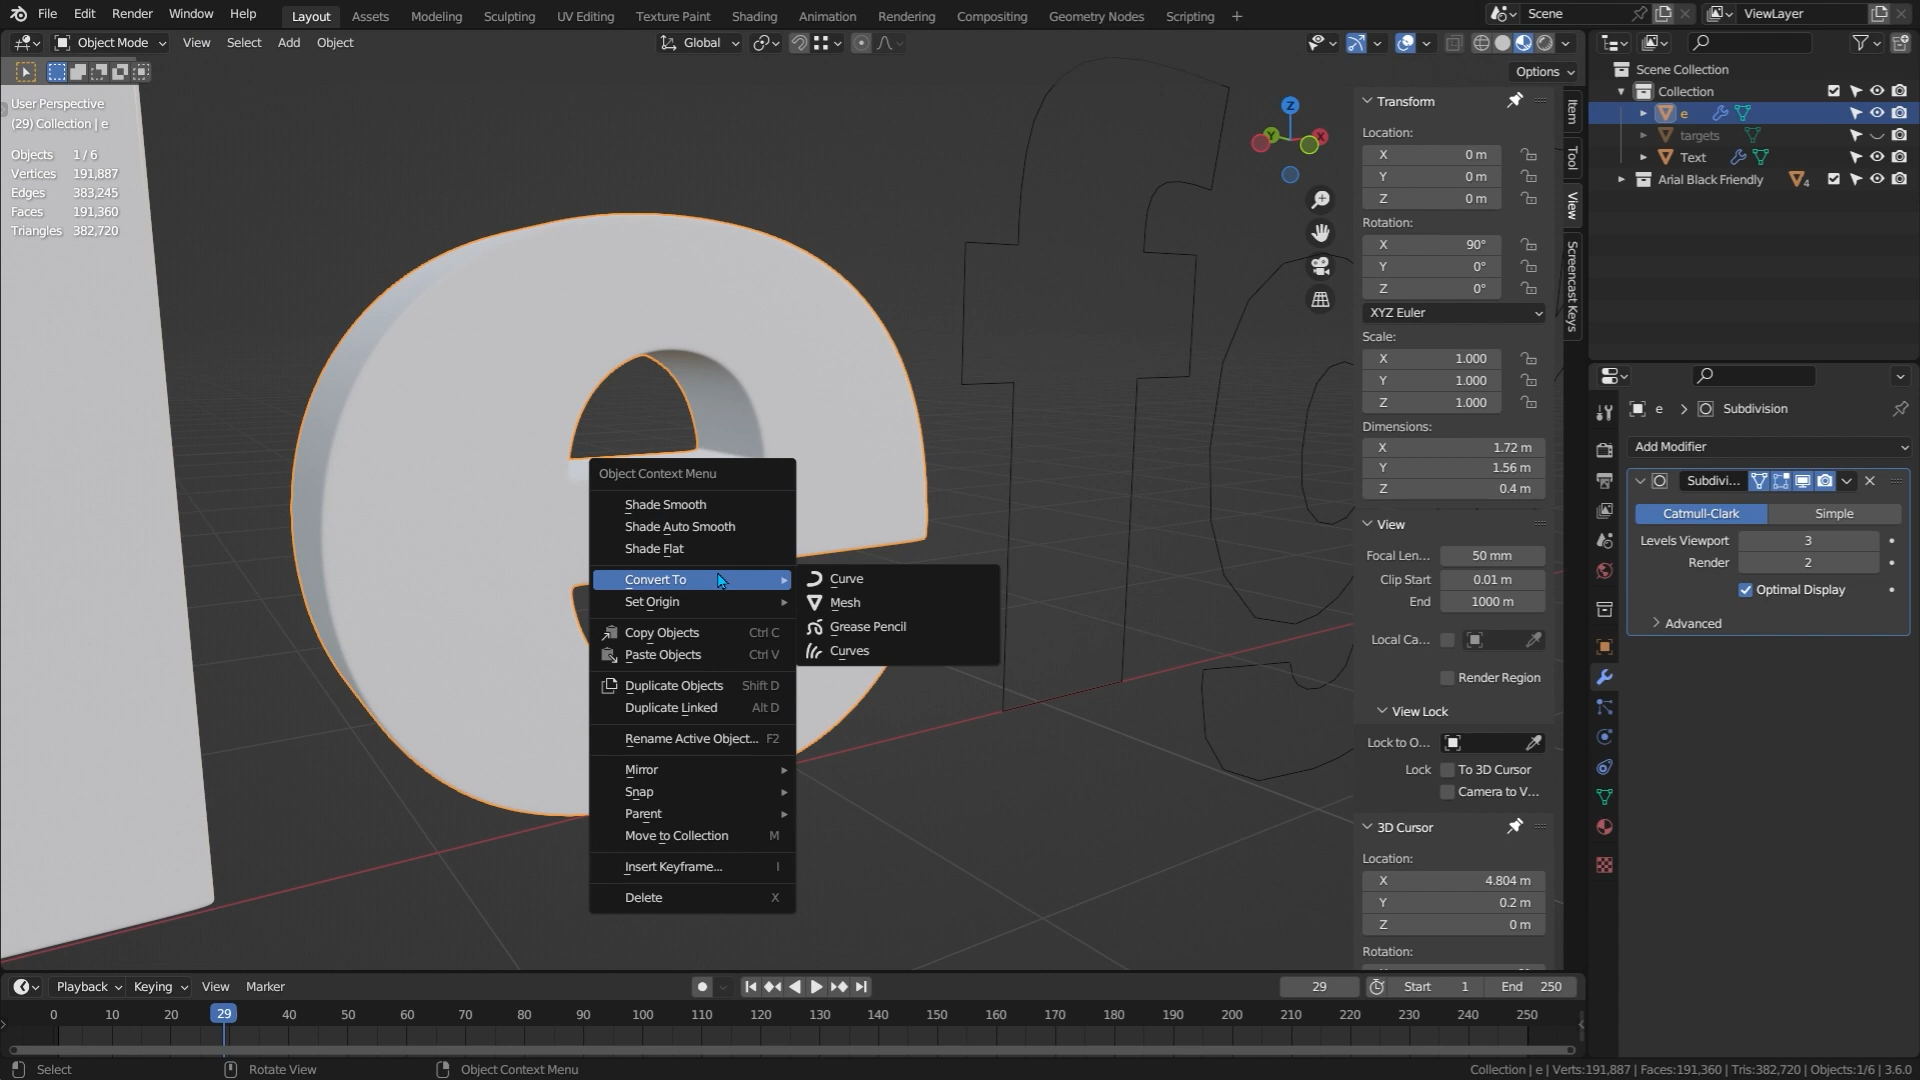 File Edit Render Window Help Layout Assets Modeling Sculpting UV Editing Texture Paint Shading Animation Rendering Compositing Geometry Nodes Scripting + Scene ViewLayer
Object Mode View Select Add Object Global
Options
User Perspective
(29) Collection | e
Objects 1 / 6
Vertices 191,887
Edges 383,245
Faces 191,360
Triangles 382,720
Z
Y
X
Object Context Menu
Shade Smooth
Shade Auto Smooth
Shade Flat
Convert To
Set Origin
Copy Objects Ctrl C
Paste Objects Ctrl V
Duplicate Objects Shift D
Duplicate Linked Alt D
Rename Active Object... F2
Mirror
Snap
Parent
Move to Collection M
Insert Keyframe... I
Delete X
Curve
Mesh
Grease Pencil
Curves
Transform
Location:
X 0 m
Y 0 m
Z 0 m
Rotation:
X 90°
Y 0°
Z 0°
XYZ Euler
Scale:
X 1.000
Y 1.000
Z 1.000
Dimensions:
X 1.72 m
Y 1.56 m
Z 0.4 m
View
Focal Len... 50 mm
Clip Start 0.01 m
End 1000 m
Local Ca...
Render Region
View Lock
Lock to O...
Lock To 3D Cursor
Camera to V...
3D Cursor
Location:
X 4.804 m
Y 0.2 m
Z 0 m
Rotation:
Item
Tool
View
Screencast Keys
Scene Collection
Collection
e
targets
Text
Arial Black Friendly 4
e > Subdivision
Add Modifier
Subdivi...
Catmull-Clark Simple
Levels Viewport 3
Render 2
Optimal Display
Advanced
Playback Keying View Marker 29 Start 1 End 250
0 10 20 29 40 50 60 70 80 90 100 110 120 130 140 150 160 170 180 190 200 210 220 230 240 250
Select Rotate View Object Context Menu Collection | e | Verts:191,887 | Faces:191,360 | Tris:382,720 | Objects:1/6 | 3.6.0